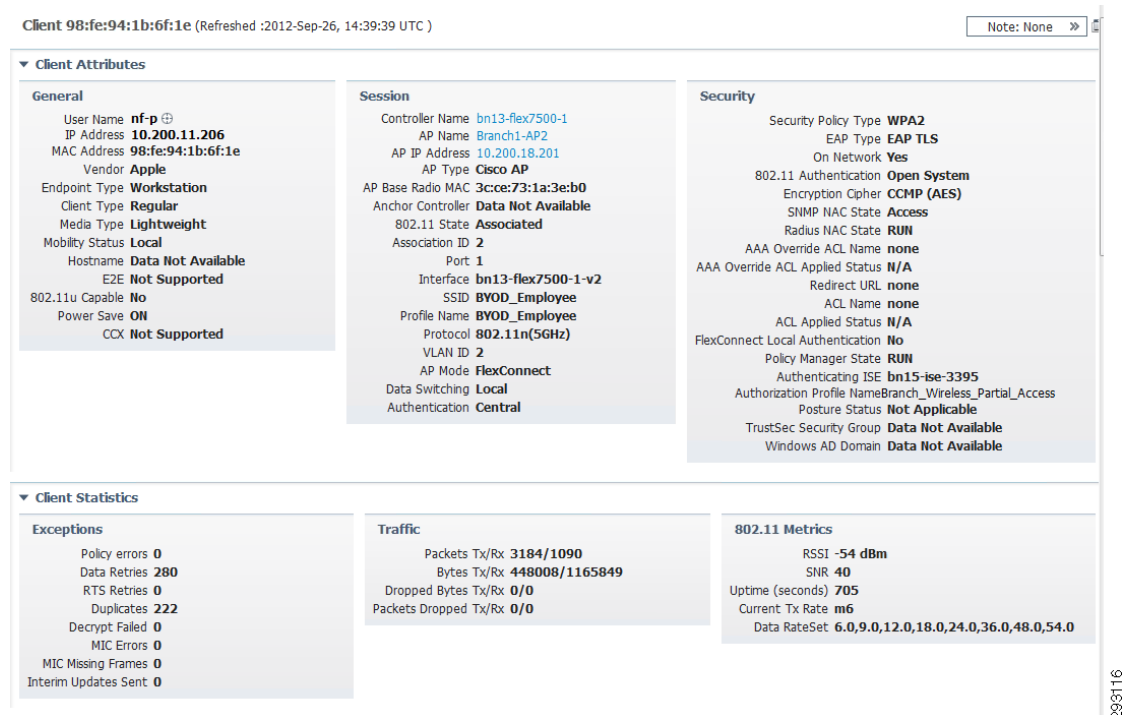 Client 98:fe:94:1b:6f:1e (Refreshed :2012-Sep-26, 14:39:39 UTC )
Note: None »
Client Attributes
General
User Name nf-p
IP Address 10.200.11.206
MAC Address 98:fe:94:1b:6f:1e
Vendor Apple
Endpoint Type Workstation
Client Type Regular
Media Type Lightweight
Mobility Status Local
Hostname Data Not Available
E2E Not Supported
802.11u Capable No
Power Save ON
CCX Not Supported
Session
Controller Name bn13-flex7500-1
AP Name Branch1-AP2
AP IP Address 10.200.18.201
AP Type Cisco AP
AP Base Radio MAC 3c:ce:73:1a:3e:b0
Anchor Controller Data Not Available
802.11 State Associated
Association ID 2
Port 1
Interface bn13-flex7500-1-v2
SSID BYOD_Employee
Profile Name BYOD_Employee
Protocol 802.11n(5GHz)
VLAN ID 2
AP Mode FlexConnect
Data Switching Local
Authentication Central
Security
Security Policy Type WPA2
EAP Type EAP TLS
On Network Yes
802.11 Authentication Open System
Encryption Cipher CCMP (AES)
SNMP NAC State Access
Radius NAC State RUN
AAA Override ACL Name none
AAA Override ACL Applied Status N/A
Redirect URL none
ACL Name none
ACL Applied Status N/A
FlexConnect Local Authentication No
Policy Manager State RUN
Authenticating ISE bn15-ise-3395
Authorization Profile NameBranch_Wireless_Partial_Access
Posture Status Not Applicable
TrustSec Security Group Data Not Available
Windows AD Domain Data Not Available
Client Statistics
Exceptions
Policy errors 0
Data Retries 280
RTS Retries 0
Duplicates 222
Decrypt Failed 0
MIC Errors 0
MIC Missing Frames 0
Interim Updates Sent 0
Traffic
Packets Tx/Rx 3184/1090
Bytes Tx/Rx 448008/1165849
Dropped Bytes Tx/Rx 0/0
Packets Dropped Tx/Rx 0/0
802.11 Metrics
RSSI -54 dBm
SNR 40
Uptime (seconds) 705
Current Tx Rate m6
Data RateSet 6.0,9.0,12.0,18.0,24.0,36.0,48.0,54.0
293116